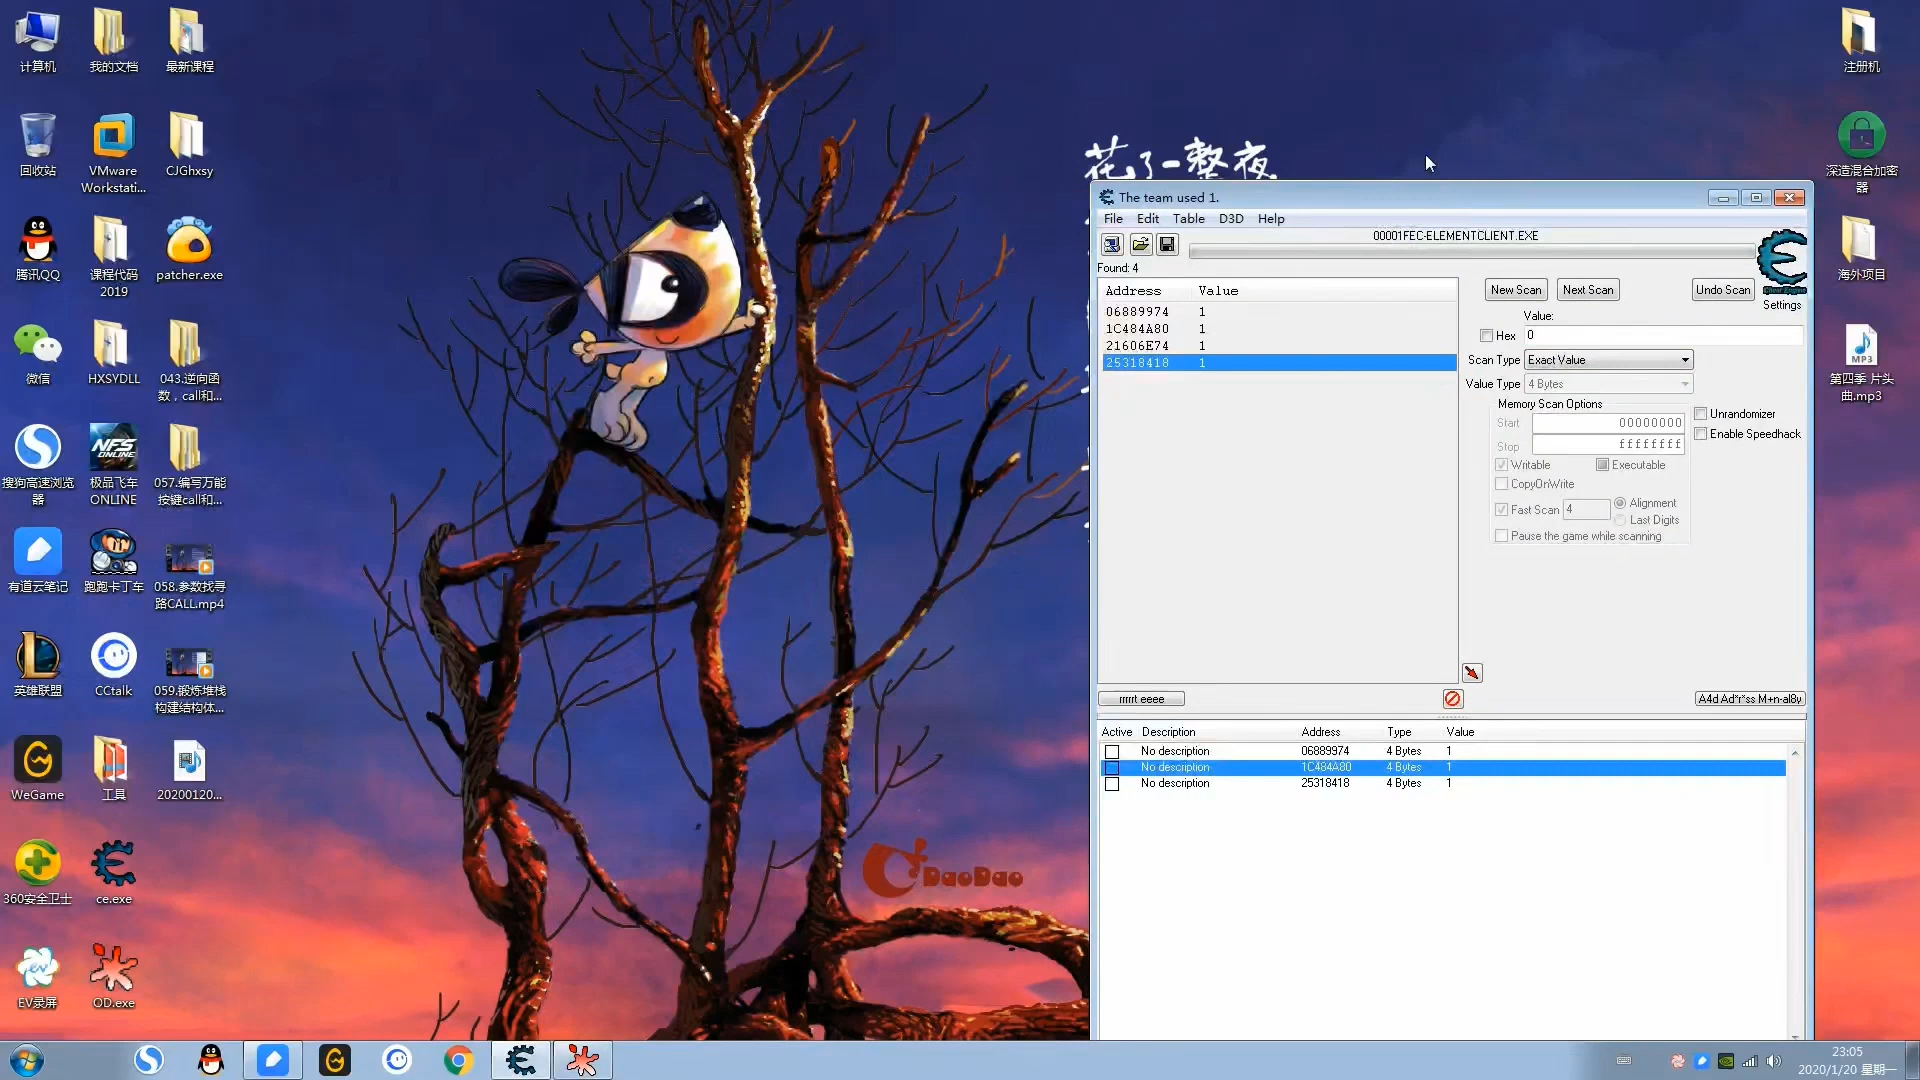 计算机
我的文档
最新课程
回收站
VMware
Workstati...
CJGhxsy
腾讯QQ
课程代码
2019
patcher.exe
微信
HXSYDLL
043.逆向函
数，call和...
搜狗高速浏览
器
NFS
ONLINE
极品飞车
ONLINE
057.编写万能
按键call和...
有道云笔记
跑跑卡丁车
058.参数找寻
路CALL.mp4
英雄联盟
CCtalk
059.锻炼堆栈
构建结构体...
WeGame
工具
20200120...
360安全卫士
ce.exe
EV录屏
OD.exe
花了一整夜
DaoDao
注册机
深造混合加密
器
海外项目
MP3
第四季 片头
曲.mp3
The team used 1.
File Edit Table D3D Help
00001FEC-ELEMENTCLIENT.EXE
Found: 4
Address Value
06889974 1
1C484A80 1
21606E74 1
25318418 1
New Scan Next Scan Undo Scan
Cheat Engine
Settings
Value:
Hex 0
Scan Type Exact Value
Value Type 4 Bytes
Memory Scan Options
Start 00000000
Stop ffffffff
Writable Executable
CopyOnWrite
Fast Scan 4 Alignment
Last Digits
Pause the game while scanning
Unrandomizer
Enable Speedhack
rrrrrt eeee
A4d Ad*r*ss M+n-al8y
Active Description Address Type Value
No description 06889974 4 Bytes 1
No description 1C484A80 4 Bytes 1
No description 25318418 4 Bytes 1
23:05
2020/1/20 星期一